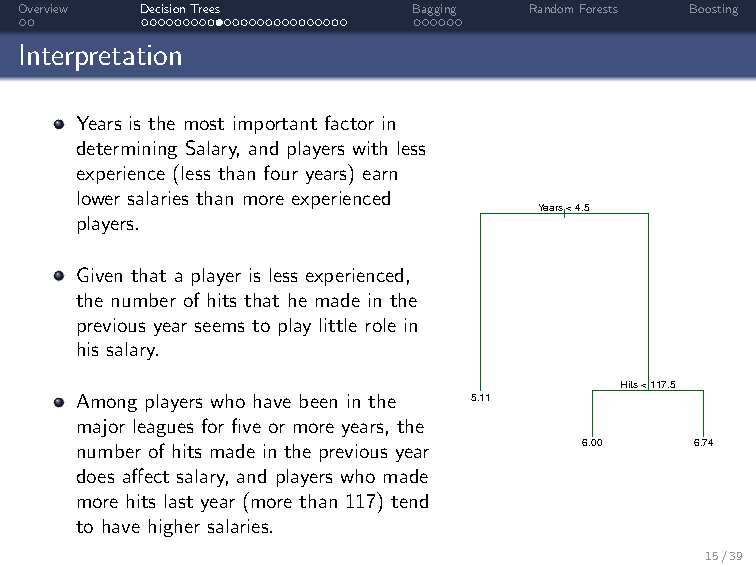 Overview
Decision Trees
Bagging
Random Forests
Boosting
Interpretation
Years is the most important factor in
determining Salary, and players with less
experience (less than four years) earn
lower salaries than more experienced
players.
Given that a player is less experienced,
the number of hits that he made in the
previous year seems to play little role in
his salary.
Among players who have been in the
major leagues for five or more years, the
number of hits made in the previous year
does affect salary, and players who made
more hits last year (more than 117) tend
to have higher salaries.
Years < 4.5
Hits < 117.5
5.11
6.00
6.74
15 / 39